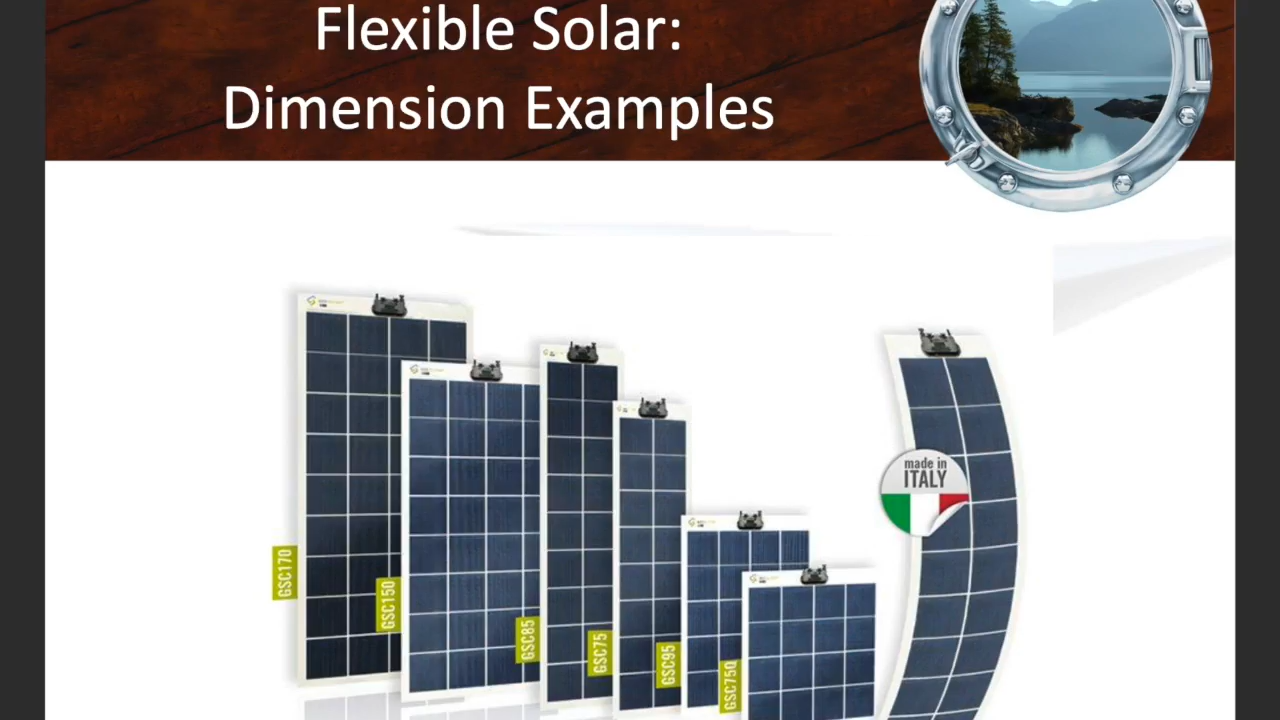 Flexible Solar:
Dimension Examples
made in
ITALY
GSC170
GSC150
GSC85
GSC75
GSC95
GSC75Q